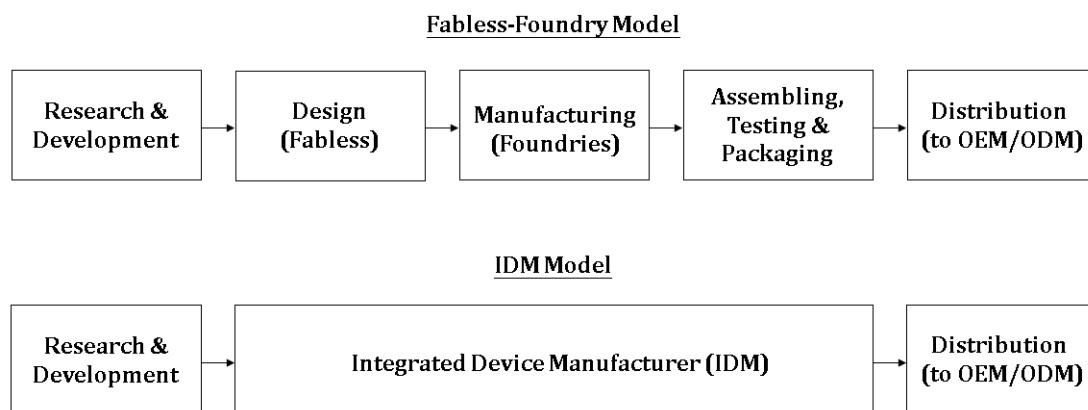 Fabless-Foundry Model
Research &
Development
Design
(Fabless)
Manufacturing
(Foundries)
Assembling,
Testing &
Packaging
Distribution
(to OEM/ODM)
IDM Model
Research &
Development
Integrated Device Manufacturer (IDM)
Distribution
(to OEM/ODM)